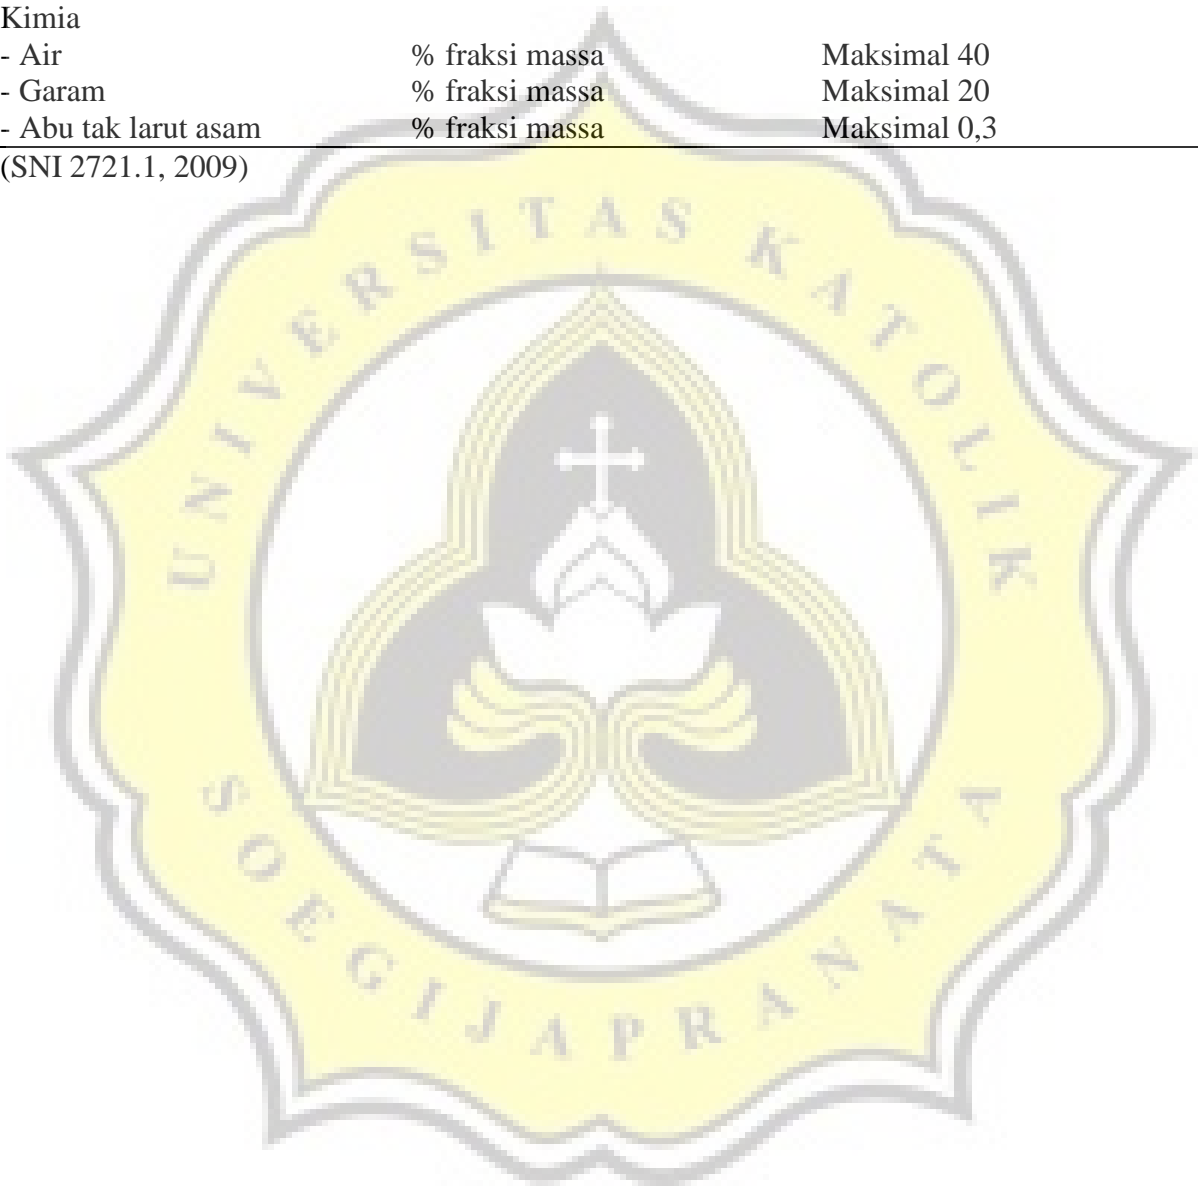 Kimia
- Air % fraksi massa Maksimal 40
- Garam % fraksi massa Maksimal 20
- Abu tak larut asam % fraksi massa Maksimal 0,3
(SNI 2721.1, 2009)
UNIVERSITAS KATOLIK
SOEGIJAPRANATA